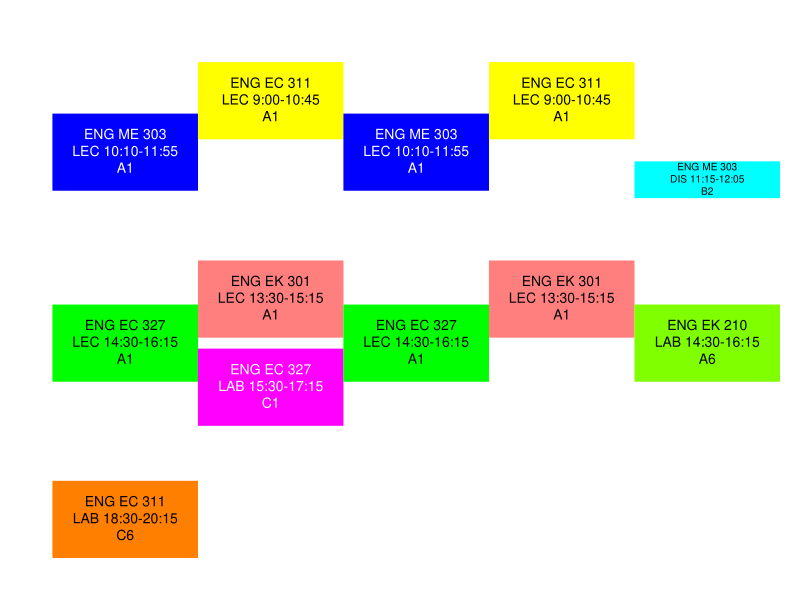 ENG EC 311
LEC 9:00-10:45
A1
ENG EC 311
LEC 9:00-10:45
A1
ENG ME 303
LEC 10:10-11:55
A1
ENG ME 303
LEC 10:10-11:55
A1
ENG ME 303
DIS 11:15-12:05
B2
ENG EK 301
LEC 13:30-15:15
A1
ENG EK 301
LEC 13:30-15:15
A1
ENG EC 327
LEC 14:30-16:15
A1
ENG EC 327
LEC 14:30-16:15
A1
ENG EK 210
LAB 14:30-16:15
A6
ENG EC 327
LAB 15:30-17:15
C1
ENG EC 311
LAB 18:30-20:15
C6